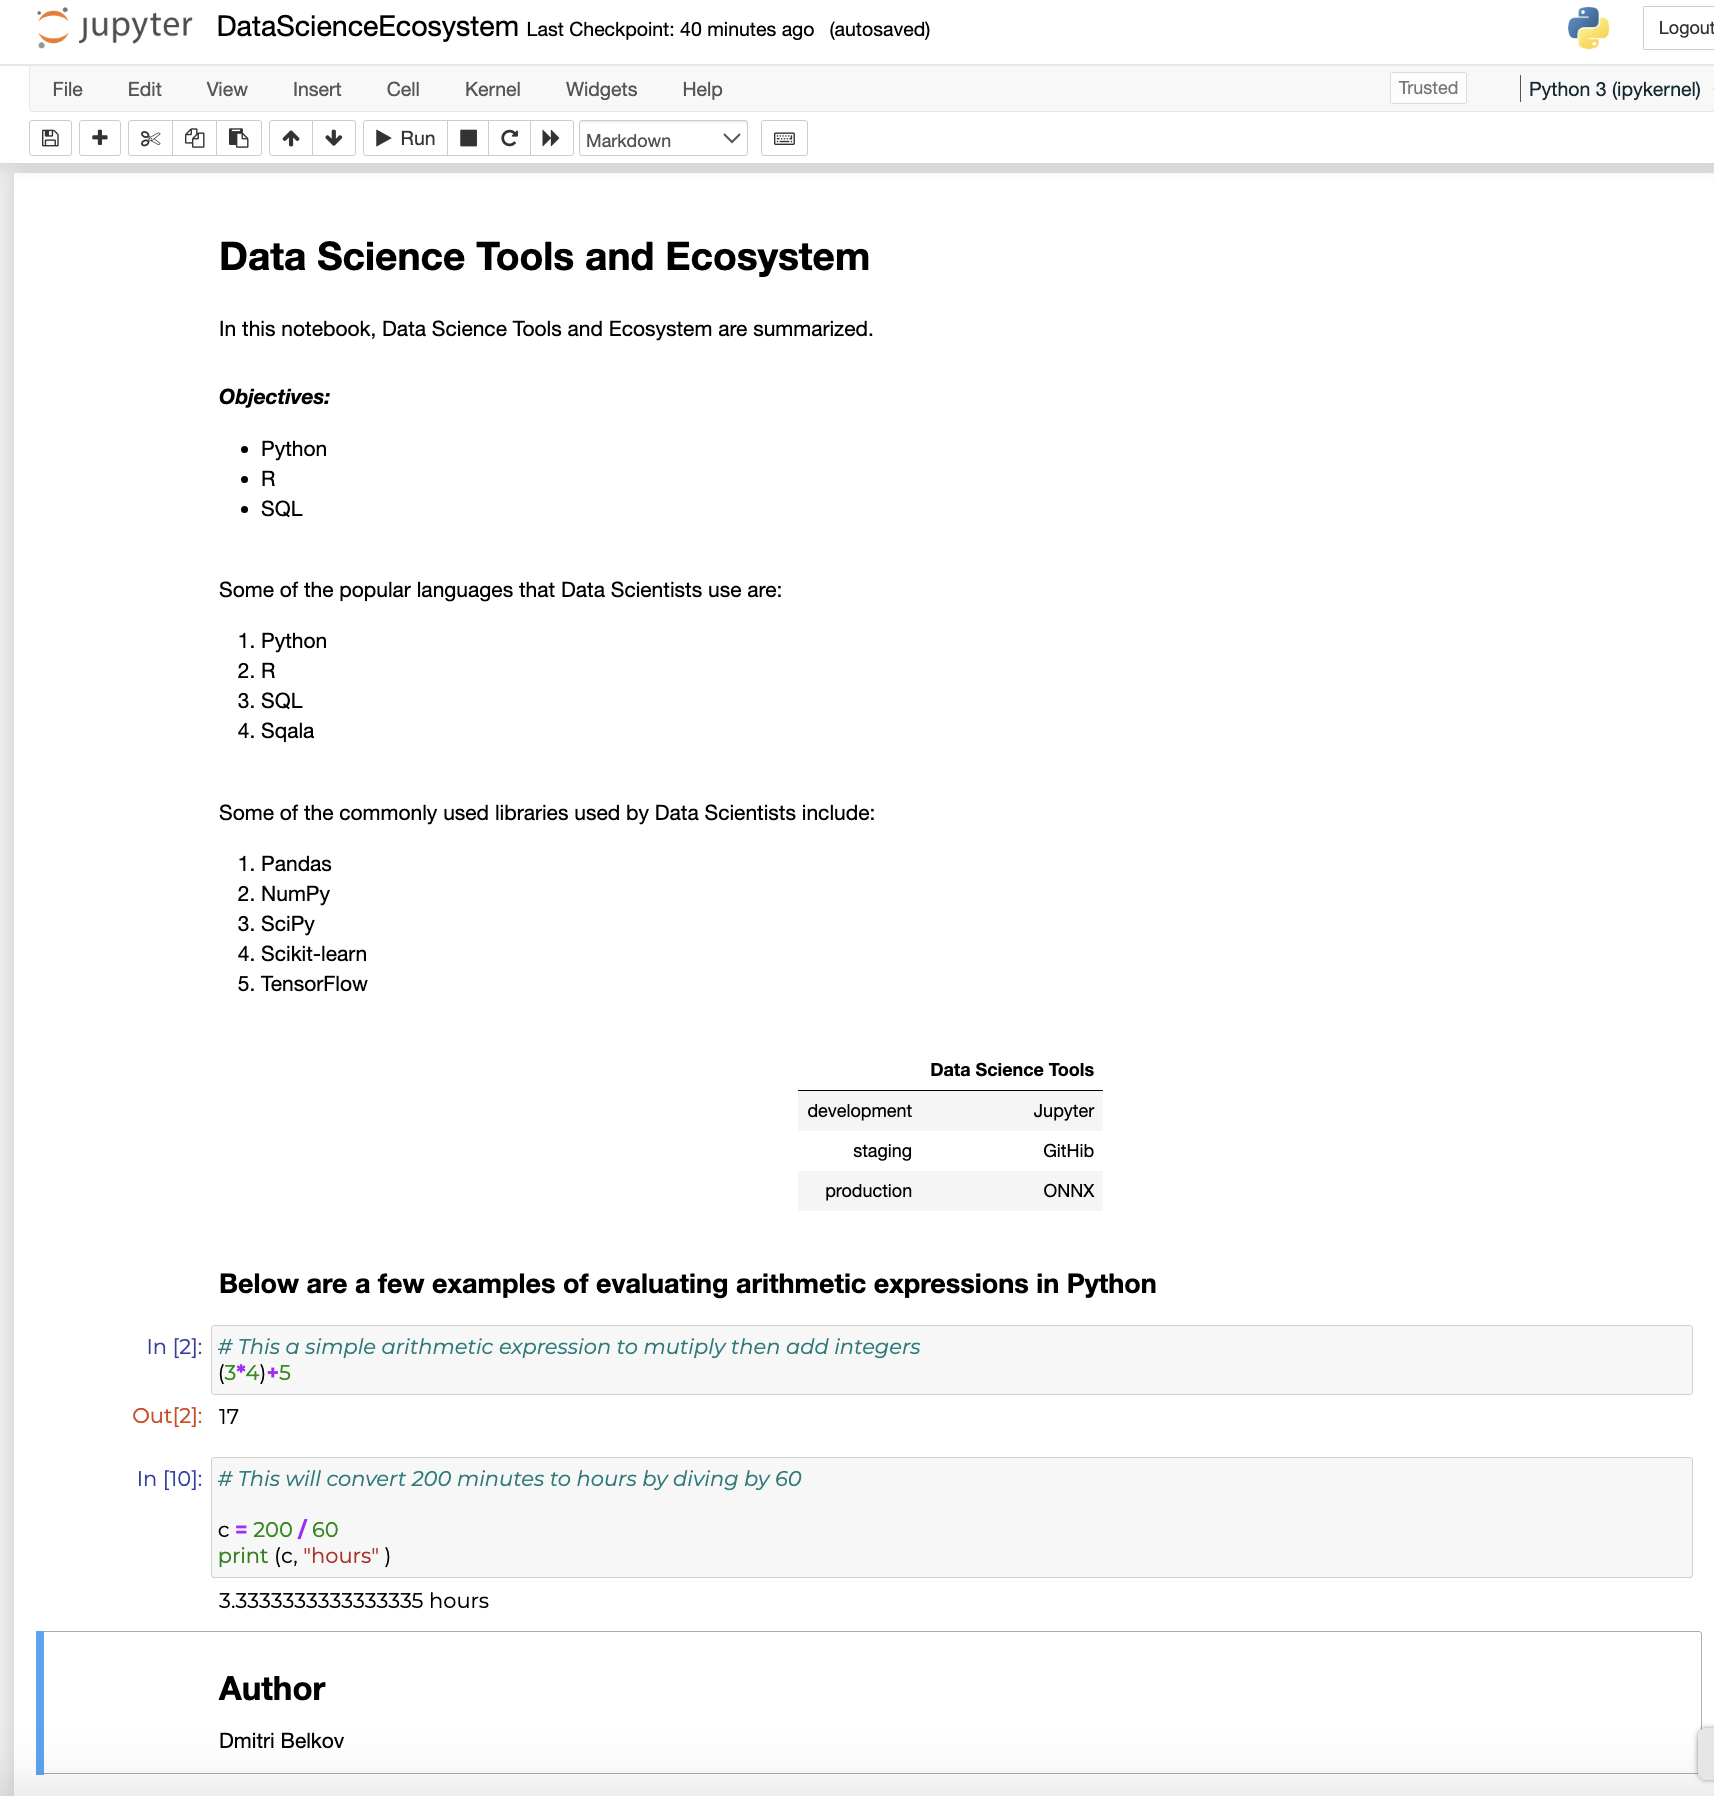 jupyter DataScienceEcosystem Last Checkpoint: 40 minutes ago (autosaved)
Logout
File Edit View Insert Cell Kernel Widgets Help Trusted Python 3 (ipykernel)
Run Markdown
Data Science Tools and Ecosystem
In this notebook, Data Science Tools and Ecosystem are summarized.
Objectives:
• Python
• R
• SQL
Some of the popular languages that Data Scientists use are:
1. Python
2. R
3. SQL
4. Sqala
Some of the commonly used libraries used by Data Scientists include:
1. Pandas
2. NumPy
3. SciPy
4. Scikit-learn
5. TensorFlow
Data Science Tools
development Jupyter
staging GitHib
production ONNX
Below are a few examples of evaluating arithmetic expressions in Python
In [2]: # This a simple arithmetic expression to mutiply then add integers
(3*4)+5
Out[2]: 17
In [10]: # This will convert 200 minutes to hours by diving by 60
c = 200 / 60
print (c, "hours" )
3.3333333333333335 hours
Author
Dmitri Belkov